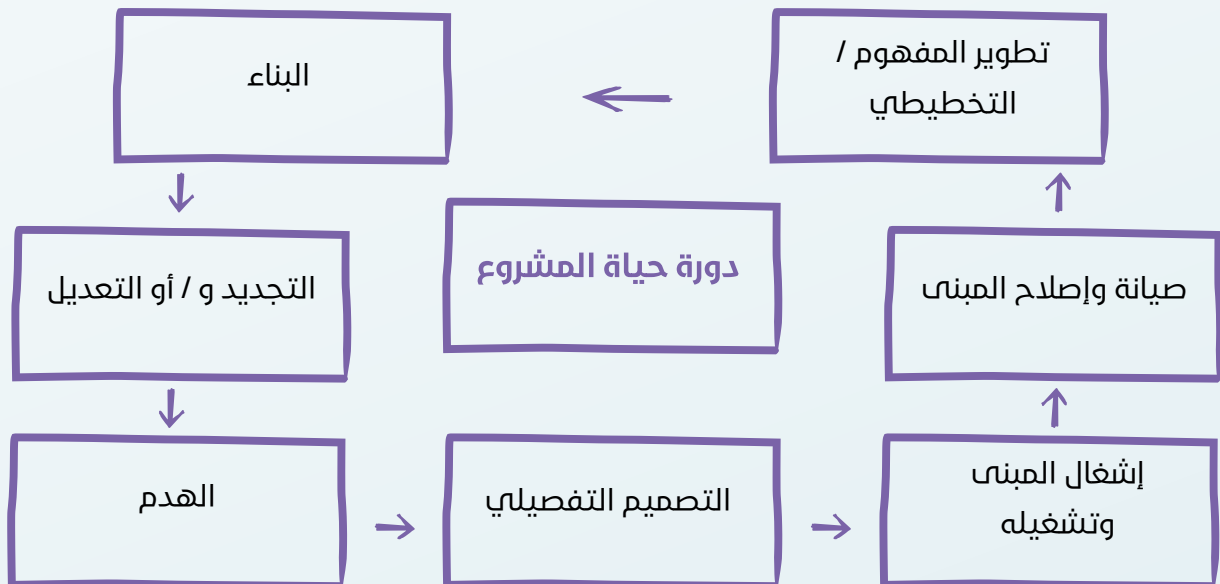 تطوير المفهوم /
التخطيطي
البناء
دورة حياة المشروع
صيانة وإصلاح المبنى
التجديد و / أو التعديل
إشغال المبنى
وتشغيله
التصميم التفصيلي
الهدم